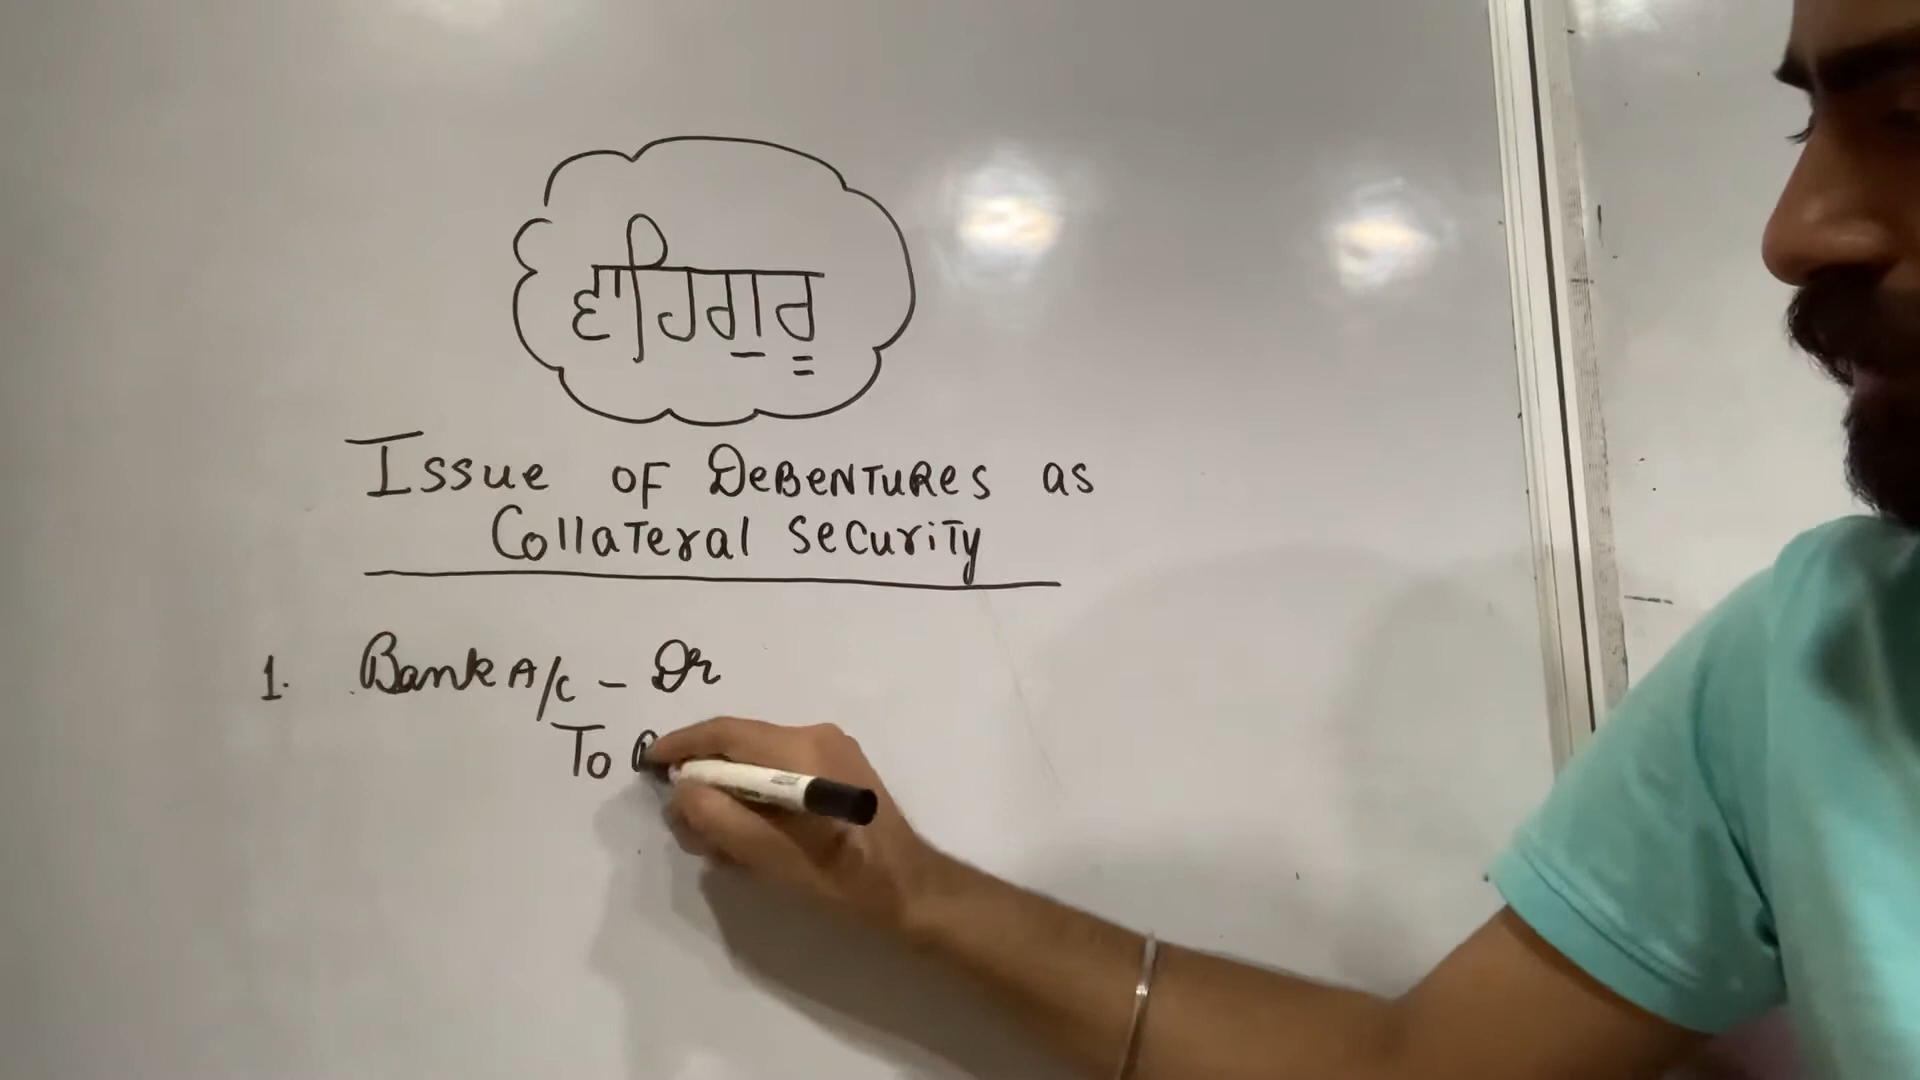 ਵਾਹਿਗੁਰੂ
Issue of Debentures as
Collateral Security
1. Bank A/c - Dr
To